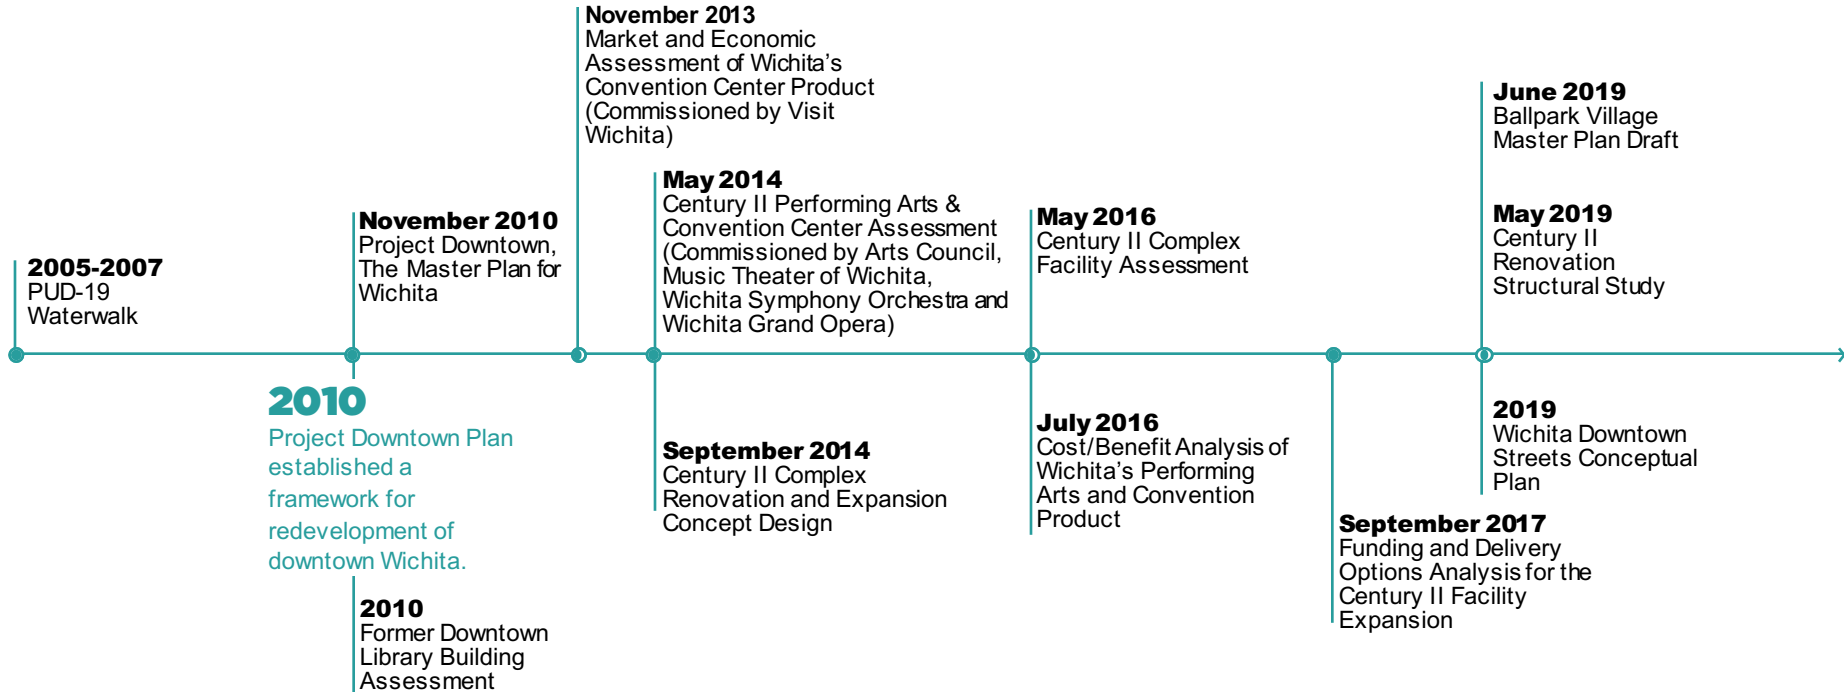 2005-2007
PUD-19
Waterwalk
November 2010
Project Downtown,
The Master Plan for
Wichita
2010
Project Downtown Plan
established a
framework for
redevelopment of
downtown Wichita.
2010
Former Downtown
Library Building
Assessment
November 2013
Market and Economic
Assessment of Wichita’s
Convention Center Product
(Commissioned by Visit
Wichita)
May 2014
Century II Performing Arts &
Convention Center Assessment
(Commissioned by Arts Council,
Music Theater of Wichita,
Wichita Symphony Orchestra and
Wichita Grand Opera)
September 2014
Century II Complex
Renovation and Expansion
Concept Design
May 2016
Century II Complex
Facility Assessment
July 2016
Cost/Benefit Analysis of
Wichita’s Performing
Arts and Convention
Product
September 2017
Funding and Delivery
Options Analysis for the
Century II Facility
Expansion
June 2019
Ballpark Village
Master Plan Draft
May 2019
Century II
Renovation
Structural Study
2019
Wichita Downtown
Streets Conceptual
Plan